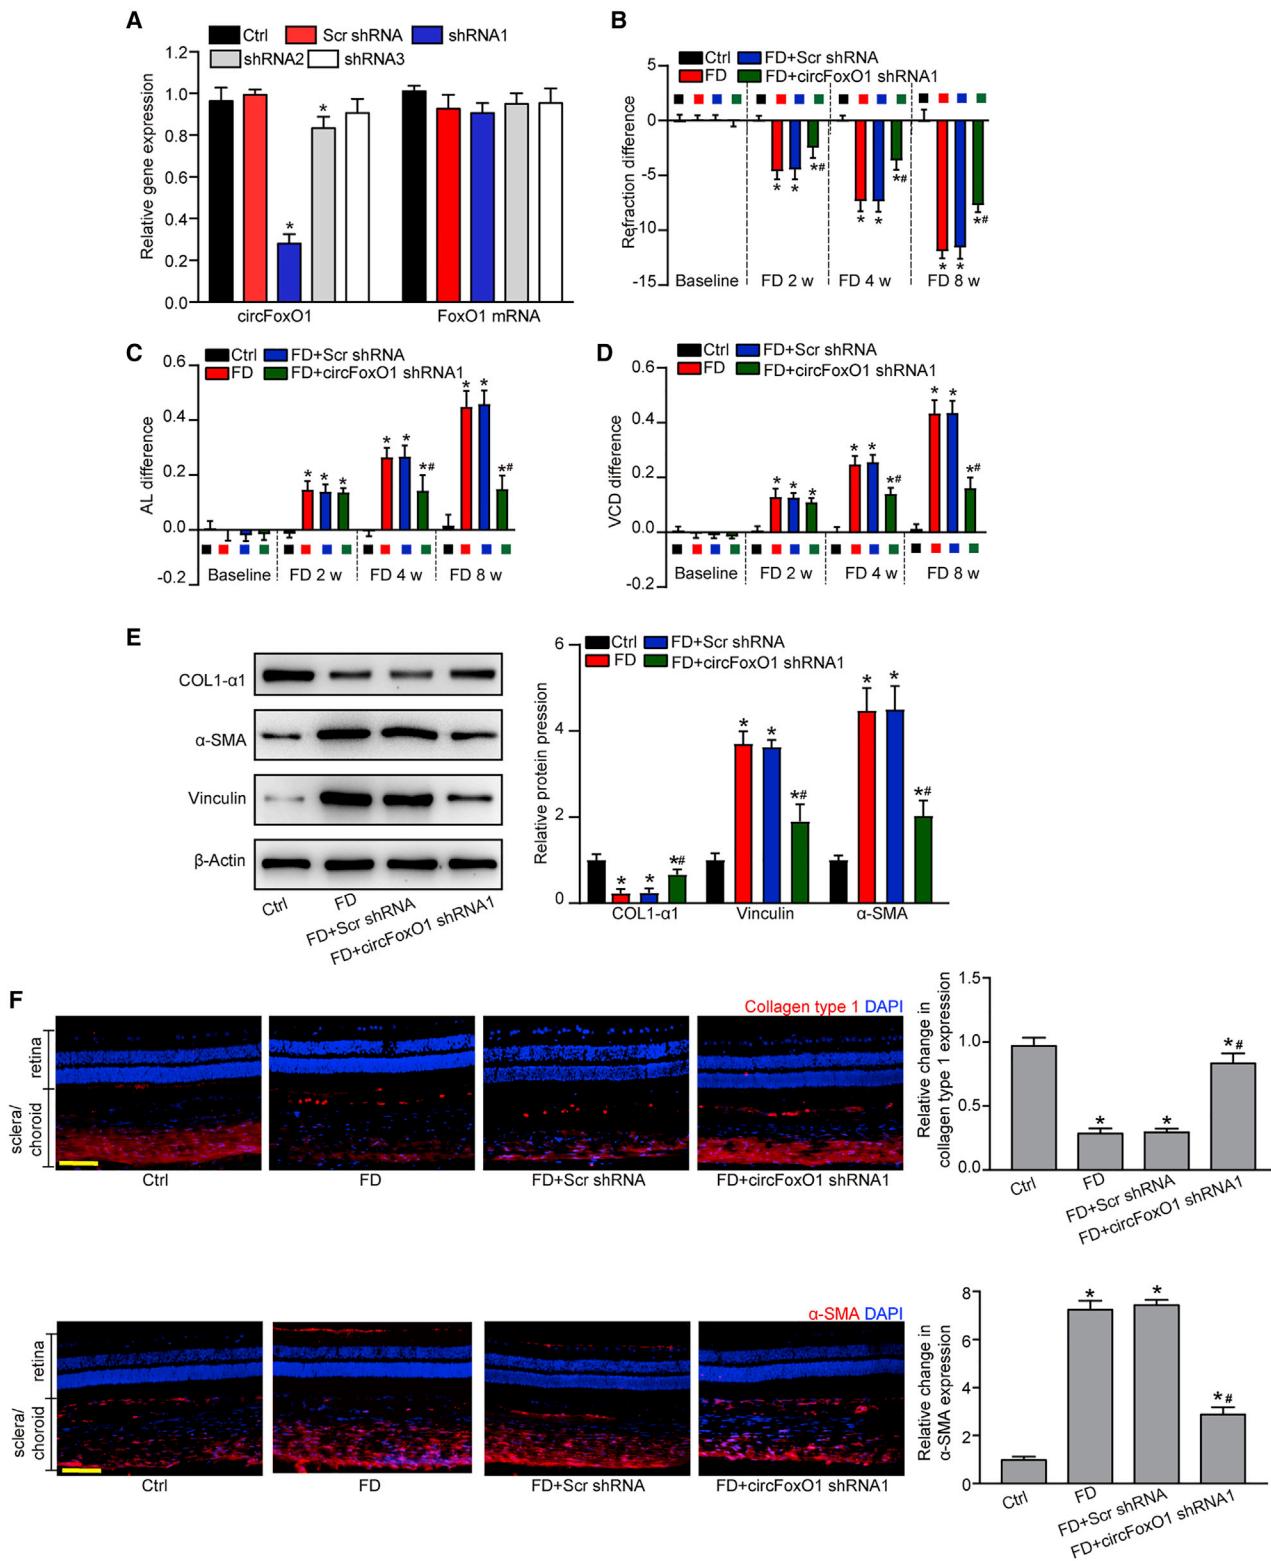 A
Ctrl Scr shRNA shRNA1
shRNA2 shRNA3
Relative gene expression
1.2
1.0
0.8
0.6
0.4
0.2
0.0
* *
circFoxO1 FoxO1 mRNA
B
Ctrl FD+Scr shRNA
FD FD+circFoxO1 shRNA1
Refraction difference
5
0
-5
-10
-15
* * *#
* * *#
* * *#
Baseline FD 2 w FD 4 w FD 8 w
C
Ctrl FD+Scr shRNA
FD FD+circFoxO1 shRNA1
AL difference
0.6
0.4
0.2
0.0
-0.2
* * *
* * *#
* * *#
Baseline FD 2 w FD 4 w FD 8 w
D
Ctrl FD+Scr shRNA
FD FD+circFoxO1 shRNA1
VCD difference
0.6
0.4
0.2
0.0
-0.2
* * *
* * *#
* * *#
Baseline FD 2 w FD 4 w FD 8 w
E
COL1-α1
α-SMA
Vinculin
β-Actin
Ctrl
FD
FD+Scr shRNA
FD+circFoxO1 shRNA1
Ctrl FD+Scr shRNA
FD FD+circFoxO1 shRNA1
Relative protein pression
6
4
2
0
* * *#
* * *#
* * *#
COL1-α1 Vinculin α-SMA
F
Collagen type 1 DAPI
retina
sclera/
choroid
Ctrl FD FD+Scr shRNA FD+circFoxO1 shRNA1
Relative change in
collagen type 1 expression
1.5
1.0
0.5
0.0
* * *#
Ctrl
FD
FD+Scr shRNA
FD+circFoxO1 shRNA1
α-SMA DAPI
retina
sclera/
choroid
Ctrl FD FD+Scr shRNA FD+circFoxO1 shRNA1
Relative change in
α-SMA expression
8
6
4
2
0
* * *#
Ctrl
FD
FD+Scr shRNA
FD+circFoxO1 shRNA1